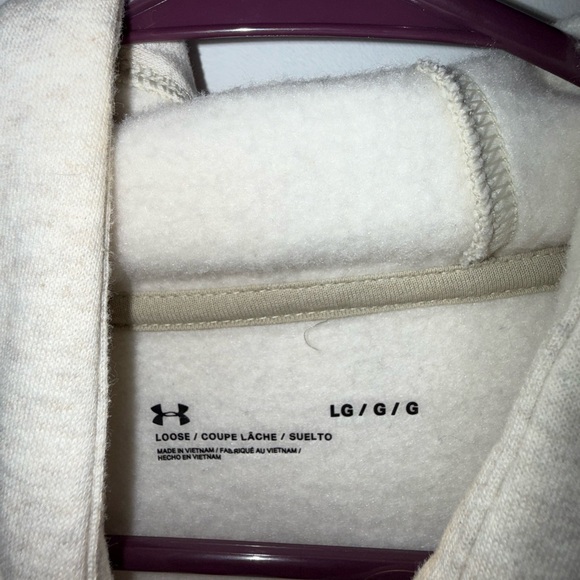 LG / G / G
LOOSE / COUPE LÂCHE / SUELTO
MADE IN VIETNAM / FABRIQUÉ AU VIETNAM /
HECHO EN VIETNAM